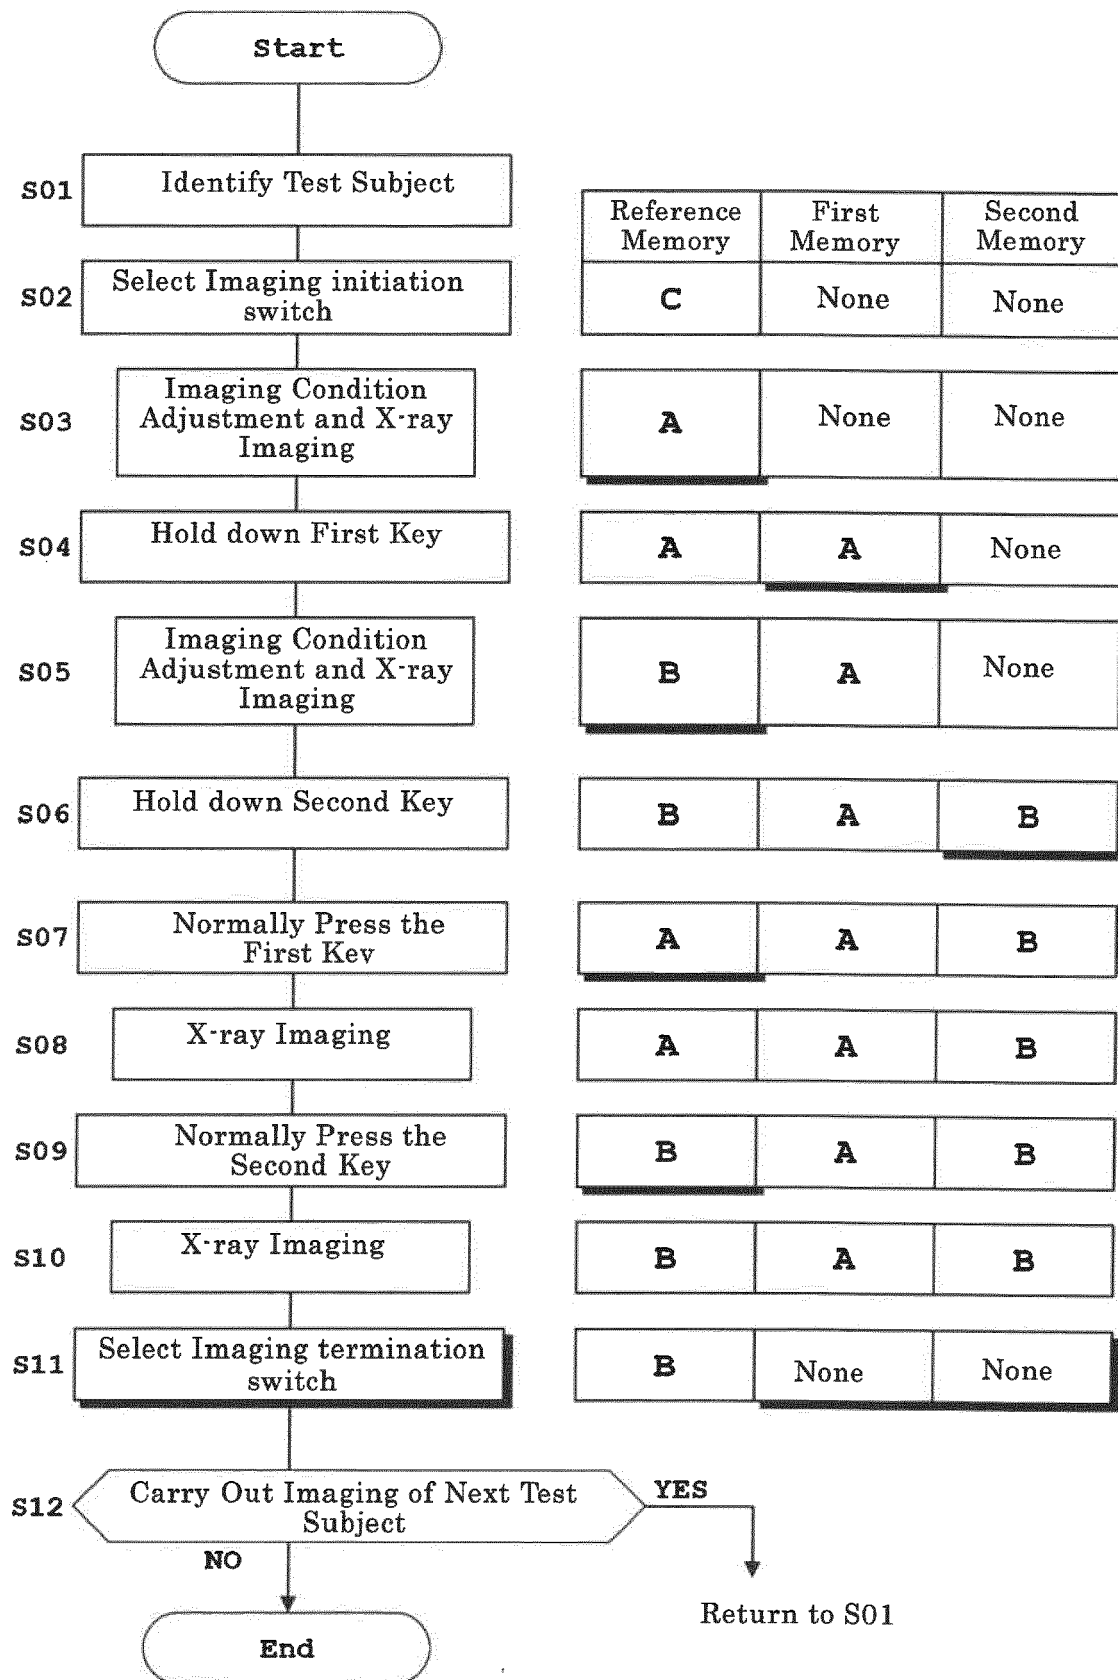 Start
S01
Identify Test Subject
Reference
Memory
First
Memory
Second
Memory
S02
Select Imaging initiation
switch
C
None
None
S03
Imaging Condition
Adjustment and X-ray
Imaging
A
None
None
S04
Hold down First Key
A
A
None
S05
Imaging Condition
Adjustment and X-ray
Imaging
B
A
None
S06
Hold down Second Key
B
A
B
S07
Normally Press the
First Kev
A
A
B
S08
X-ray Imaging
A
A
B
S09
Normally Press the
Second Key
B
A
B
S10
X-ray Imaging
B
A
B
S11
Select Imaging termination
switch
B
None
None
S12
Carry Out Imaging of Next Test
Subject
YES
NO
Return to S01
End